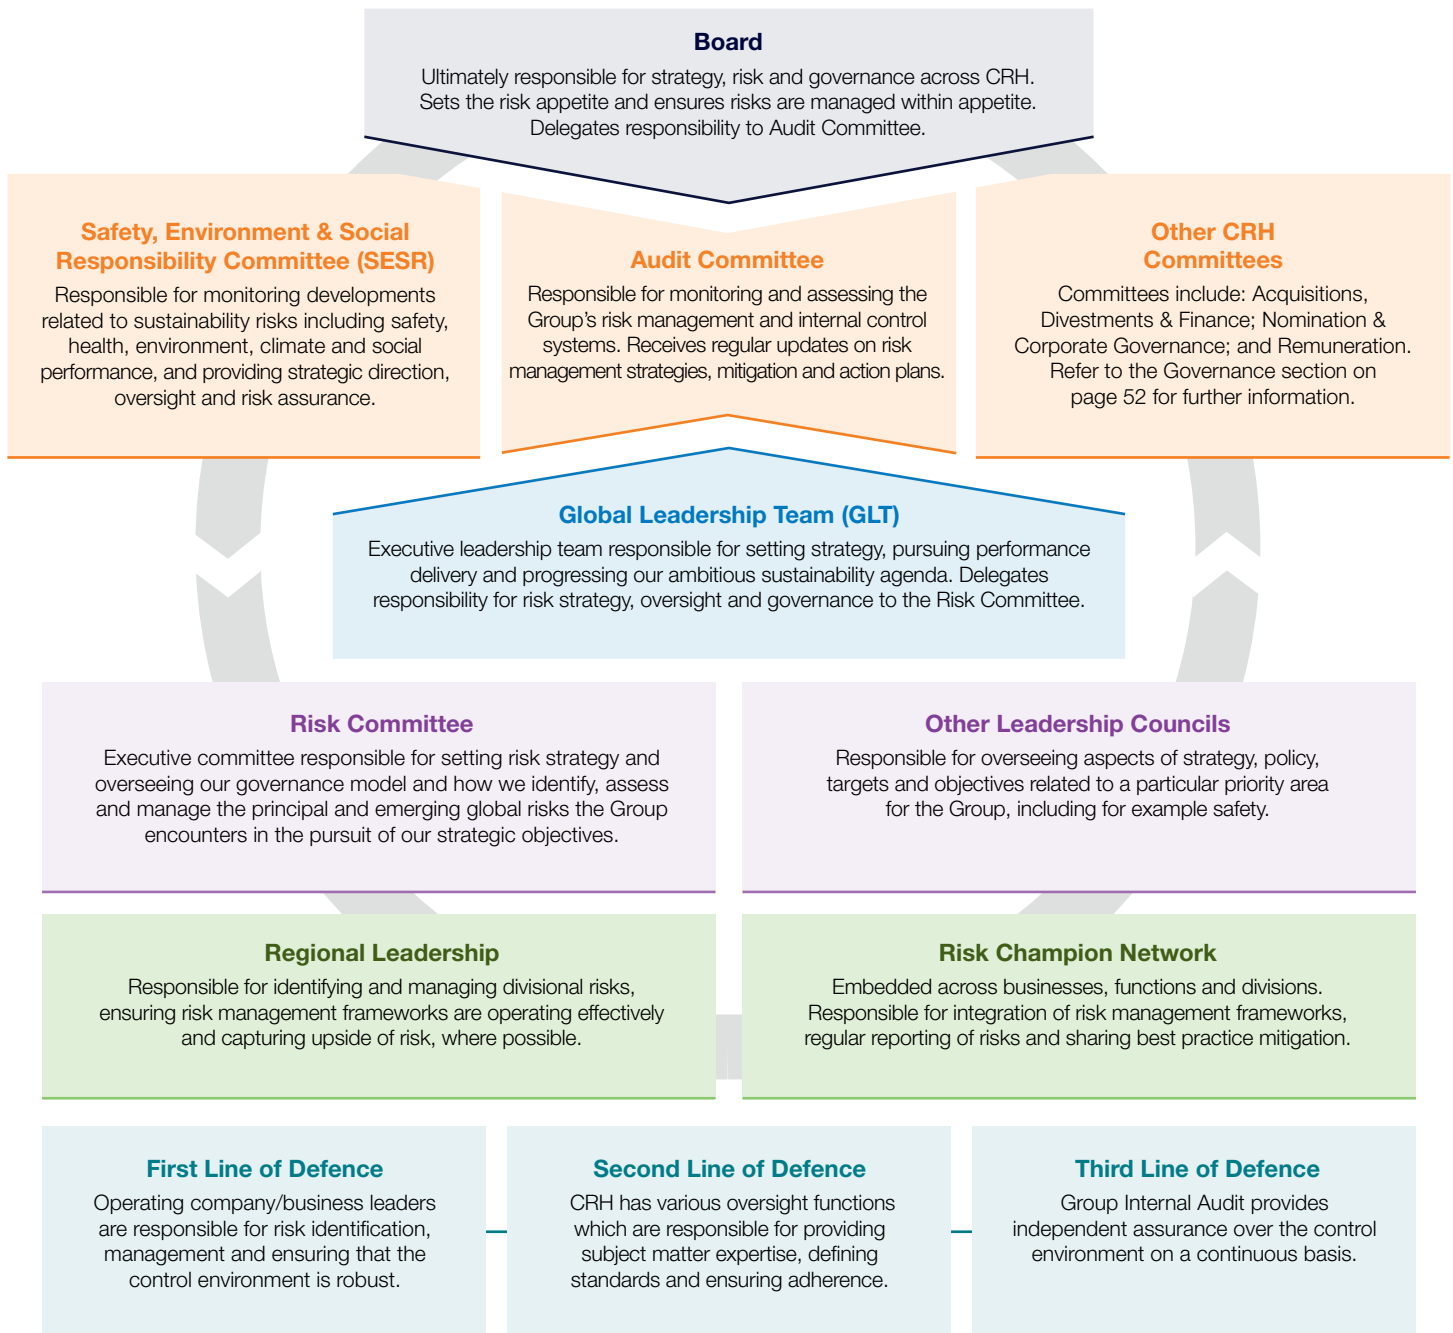 Board
Ultimately responsible for strategy, risk and governance across CRH.
Sets the risk appetite and ensures risks are managed within appetite.
Delegates responsibility to Audit Committee.
Safety, Environment & Social
Responsibility Committee (SESR)
Responsible for monitoring developments
related to sustainability risks including safety,
health, environment, climate and social
performance, and providing strategic direction,
oversight and risk assurance.
Audit Committee
Responsible for monitoring and assessing the
Group's risk management and internal control
systems. Receives regular updates on risk
management strategies, mitigation and action plans.
Other CRH
Committees
Committees include: Acquisitions,
Divestments & Finance; Nomination &
Corporate Governance; and Remuneration.
Refer to the Governance section on
page 52 for further information.
Global Leadership Team (GLT)
Executive leadership team responsible for setting strategy, pursuing performance
delivery and progressing our ambitious sustainability agenda. Delegates
responsibility for risk strategy, oversight and governance to the Risk Committee.
Risk Committee
Executive committee responsible for setting risk strategy and
overseeing our governance model and how we identify, assess
and manage the principal and emerging global risks the Group
encounters in the pursuit of our strategic objectives.
Other Leadership Councils
Responsible for overseeing aspects of strategy, policy,
targets and objectives related to a particular priority area
for the Group, including for example safety.
Regional Leadership
Responsible for identifying and managing divisional risks,
ensuring risk management frameworks are operating effectively
and capturing upside of risk, where possible.
Risk Champion Network
Embedded across businesses, functions and divisions.
Responsible for integration of risk management frameworks,
regular reporting of risks and sharing best practice mitigation.
First Line of Defence
Operating company/business leaders
are responsible for risk identification,
management and ensuring that the
control environment is robust.
Second Line of Defence
CRH has various oversight functions
which are responsible for providing
subject matter expertise, defining
standards and ensuring adherence.
Third Line of Defence
Group Internal Audit provides
independent assurance over the control
environment on a continuous basis.